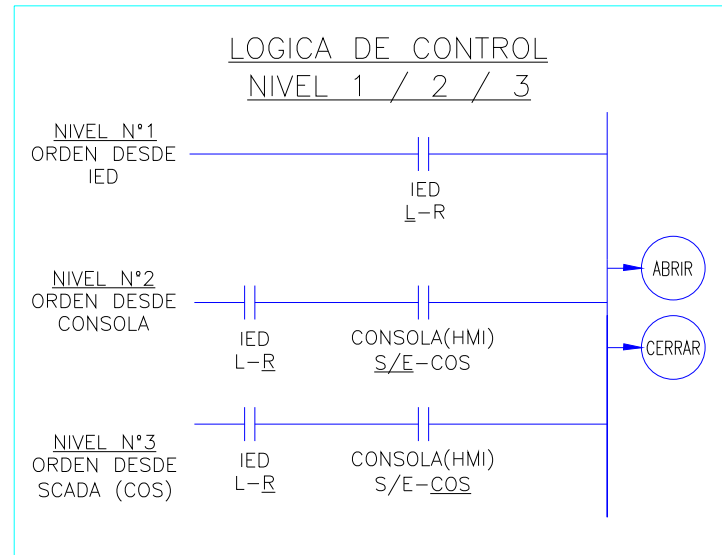 LOGICA DE CONTROL
NIVEL 1 / 2 / 3
NIVEL N°1
ORDEN DESDE
IED
IED
L-R
ABRIR
NIVEL N°2
ORDEN DESDE
CONSOLA
IED
L-R
CONSOLA(HMI)
S/E-COS
CERRAR
NIVEL N°3
ORDEN DESDE
SCADA (COS)
IED
L-R
CONSOLA(HMI)
S/E-COS